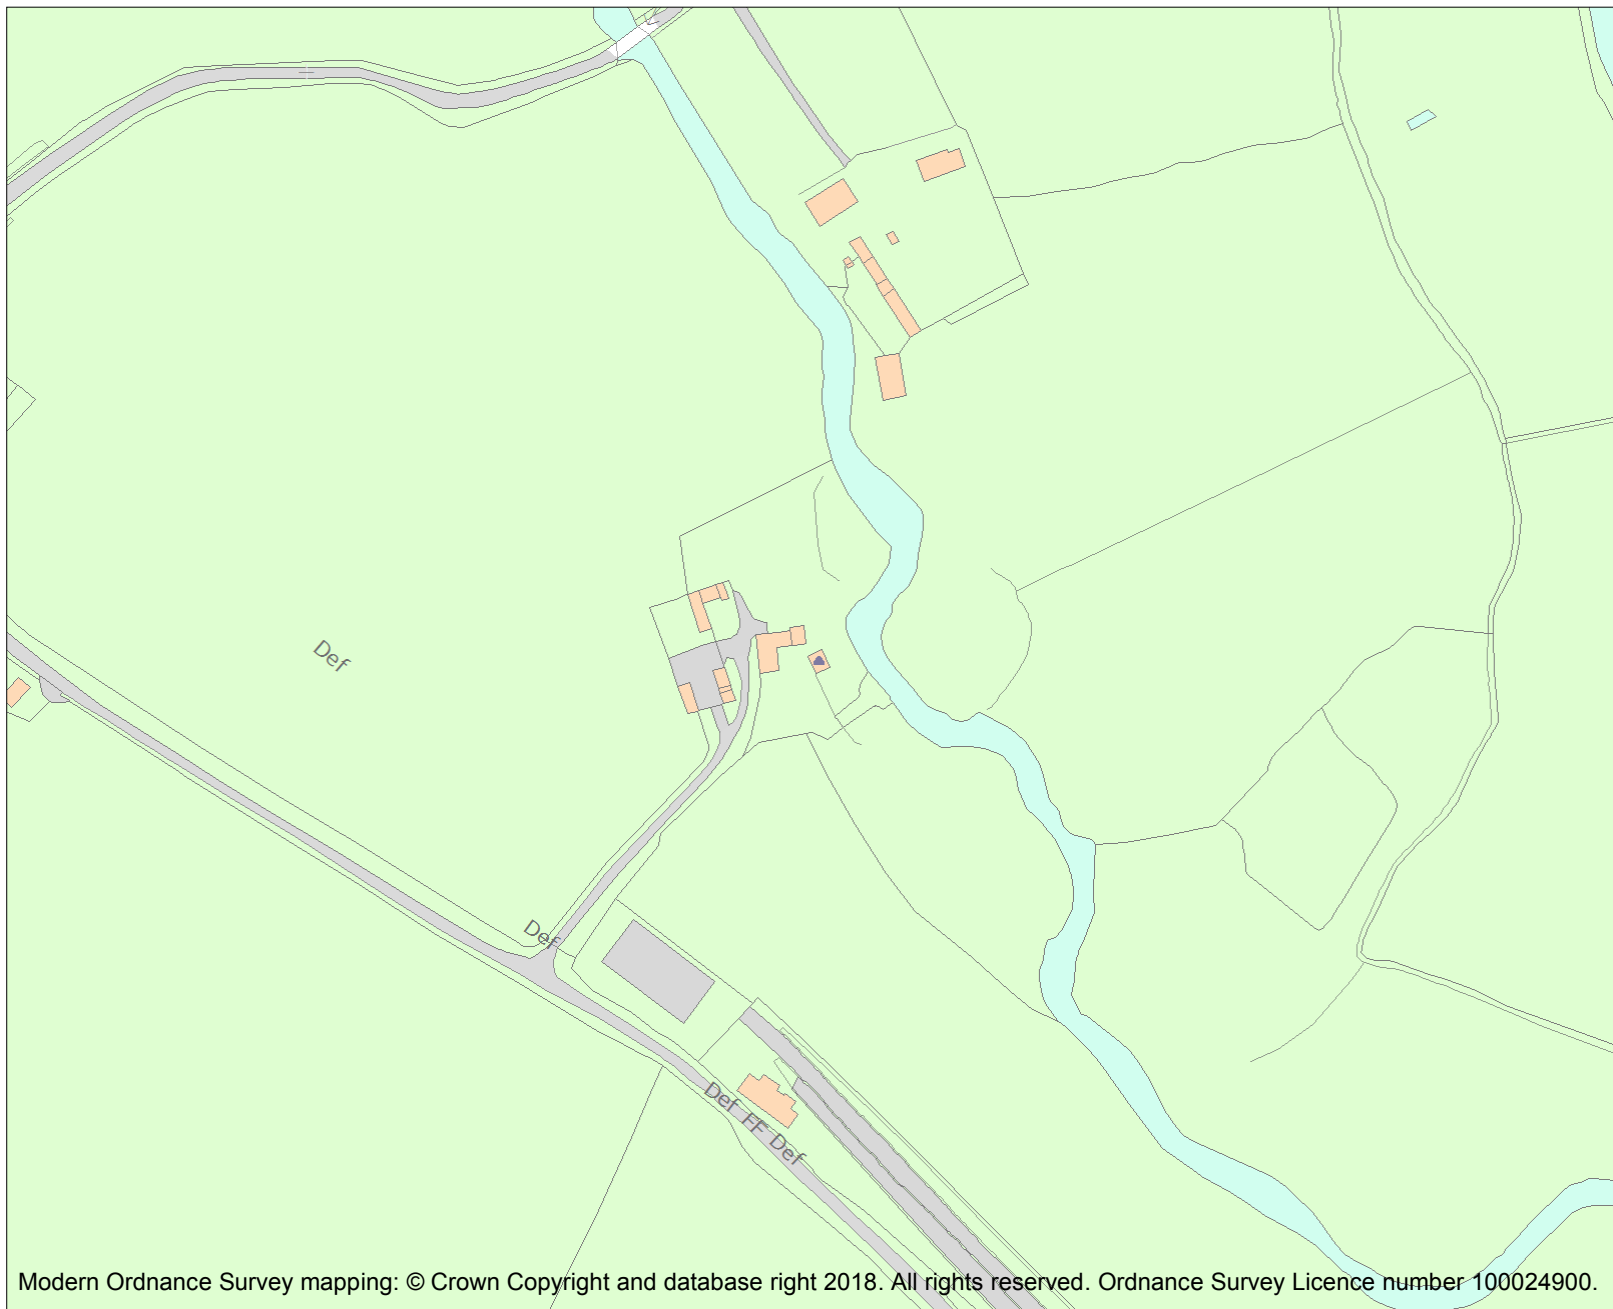 Def
Def
Def FF Def
Modern Ordnance Survey mapping: © Crown Copyright and database right 2018. All rights reserved. Ordnance Survey Licence number 100024900.